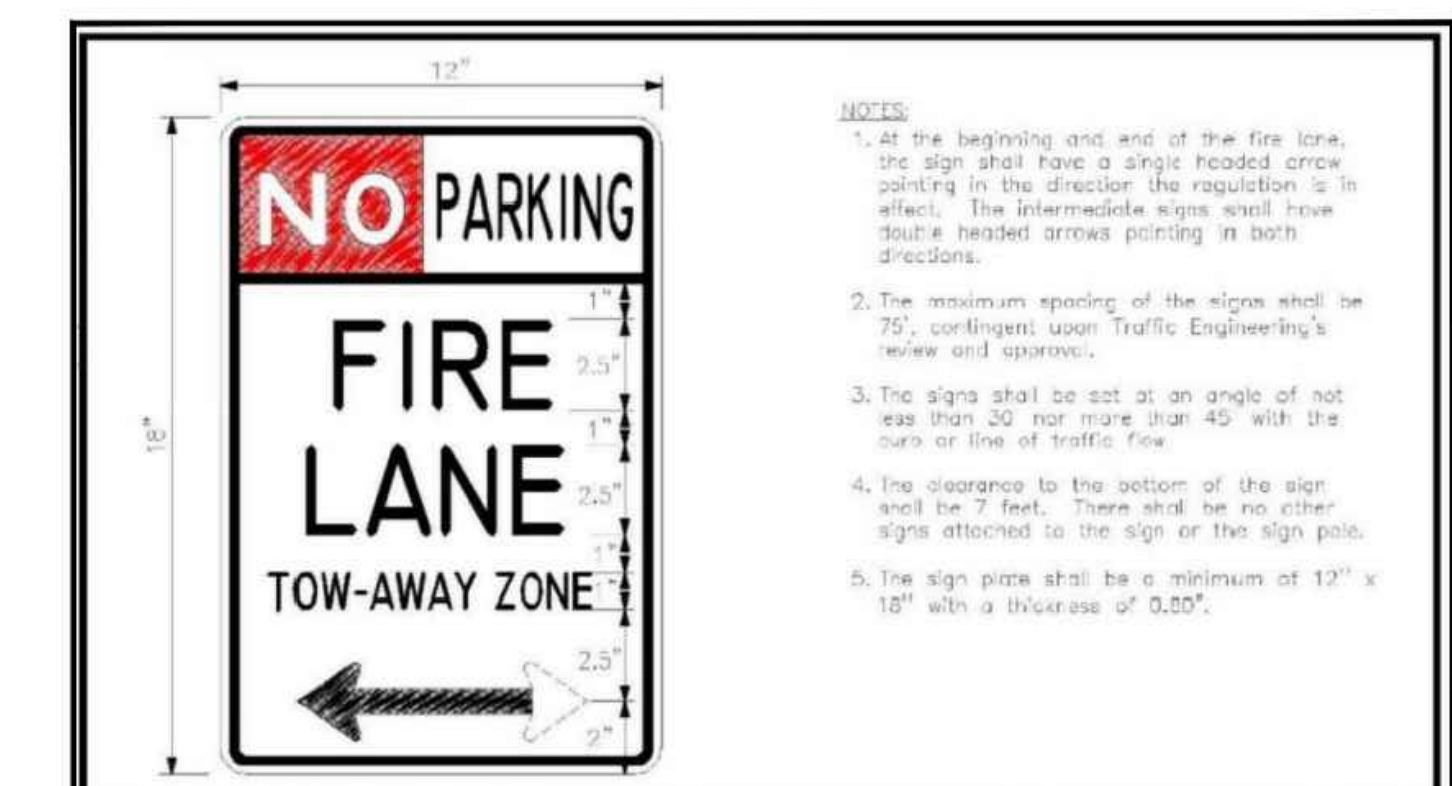 12"
NO PARKING
1"
FIRE
2.5"
1"
18"
LANE
2.5"
1"
TOW-AWAY ZONE
1"
2.5"
2"
NOTES:
1. At the beginning and end of the fire lane,
the sign shall have a single headed arrow
pointing in the direction the regulation is in
effect. The intermediate signs shall have
double headed arrows pointing in both
directions.
2. The maximum spacing of the signs shall be
75', contingent upon Traffic Engineering's
review and approval.
3. The signs shall be set at an angle of not
less than 30 nor more than 45 with the
curb or line of traffic flow
4. The clearance to the bottom of the sign
shall be 7 feet. There shall be no other
signs attached to the sign or the sign pole.
5. The sign plate shall be a minimum of 12" x
18" with a thickness of 0.80".